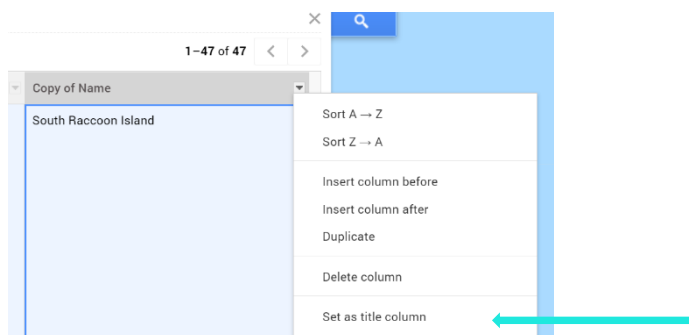 1–47 of 47
Copy of Name
South Raccoon Island
Sort A → Z
Sort Z → A
Insert column before
Insert column after
Duplicate
Delete column
Set as title column